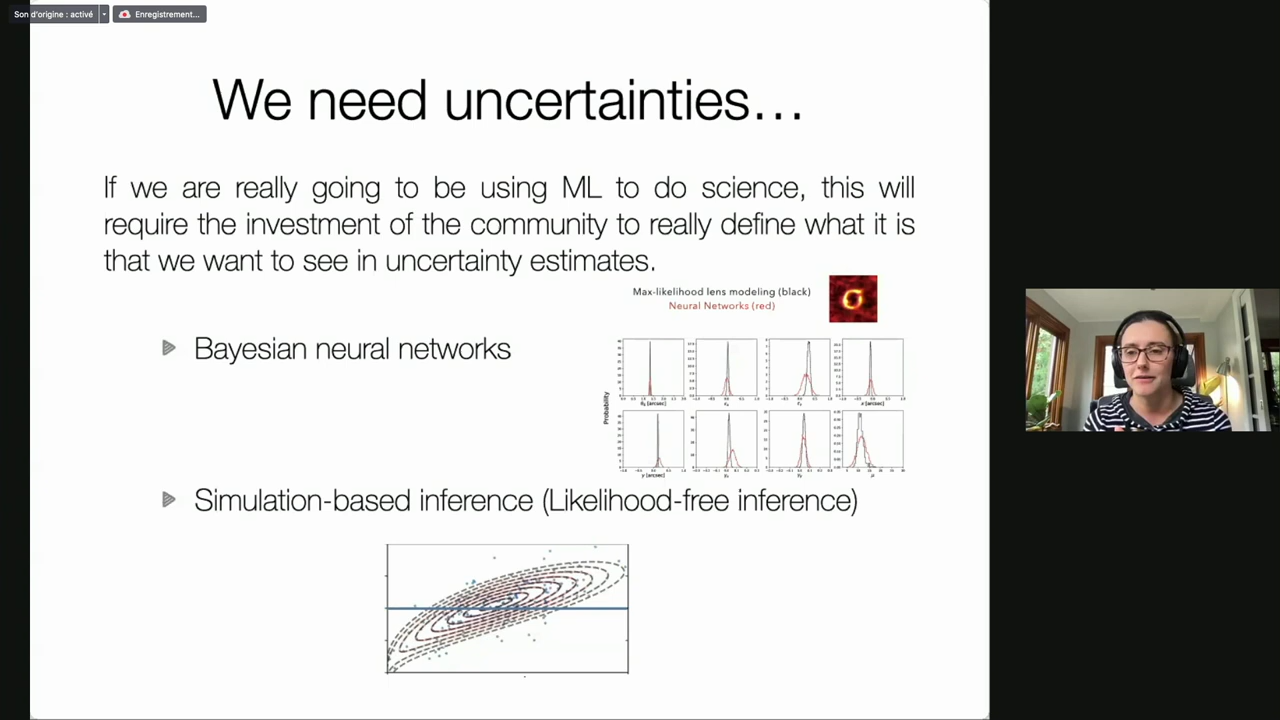 Son d'origine : activé
Enregistrement...
We need uncertainties...
If we are really going to be using ML to do science, this will
require the investment of the community to really define what it is
that we want to see in uncertainty estimates.
Max-likelihood lens modeling (black)
Neural Networks (red)
Bayesian neural networks
Probability
x [arcsec]
y [arcsec]
Simulation-based inference (Likelihood-free inference)